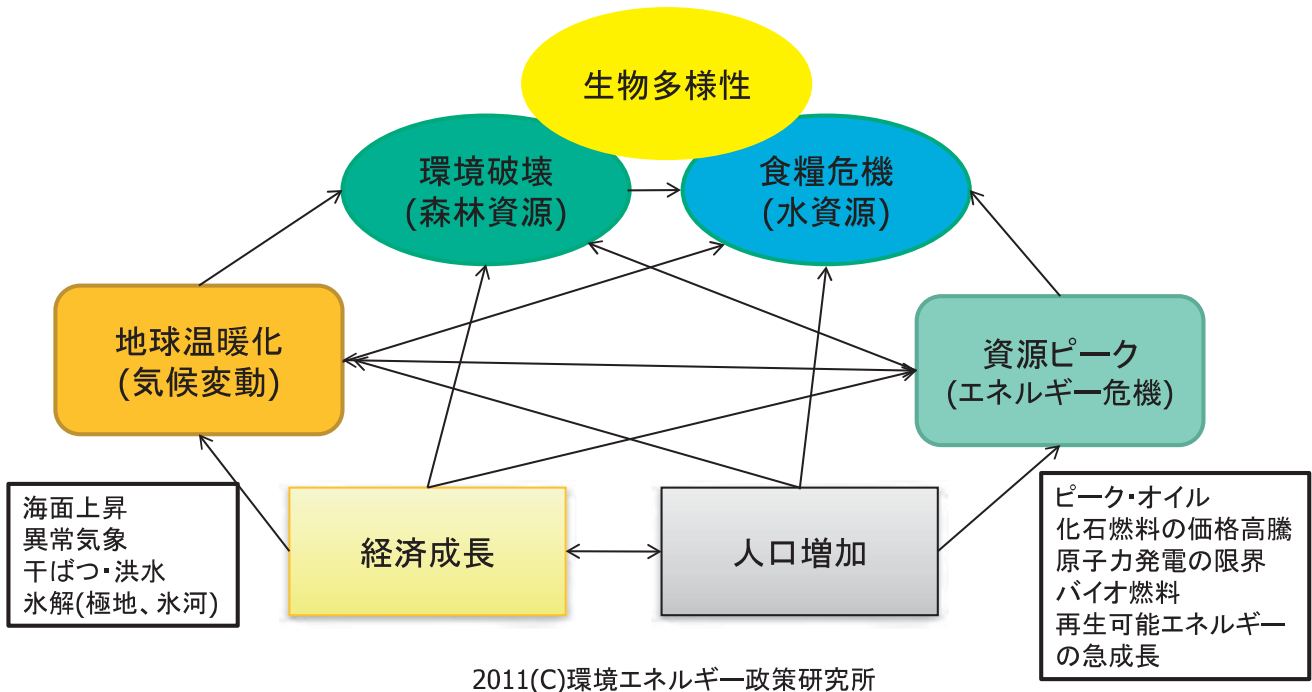 生物多様性
環境破壊
(森林資源)
食糧危機
(水資源)
地球温暖化
(気候変動)
資源ピーク
(エネルギー危機)
海面上昇
異常気象
干ばつ・洪水
氷解(極地、氷河)
経済成長
人口増加
ピーク・オイル
化石燃料の価格高騰
原子力発電の限界
バイオ燃料
再生可能エネルギー
の急成長
2011(C)環境エネルギー政策研究所